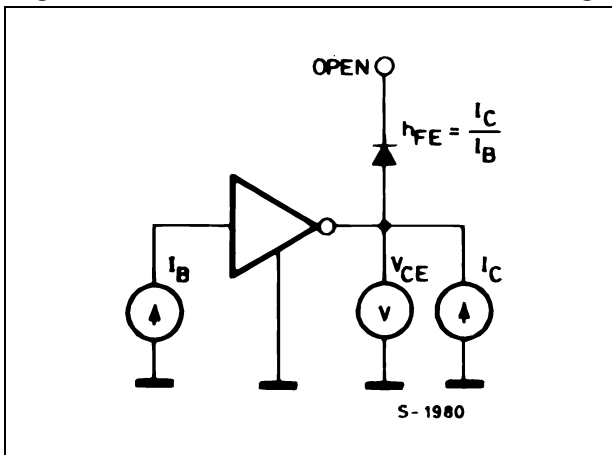 OPEN
hFE = IC
IB
IB
VCE
IC
V
S-1980